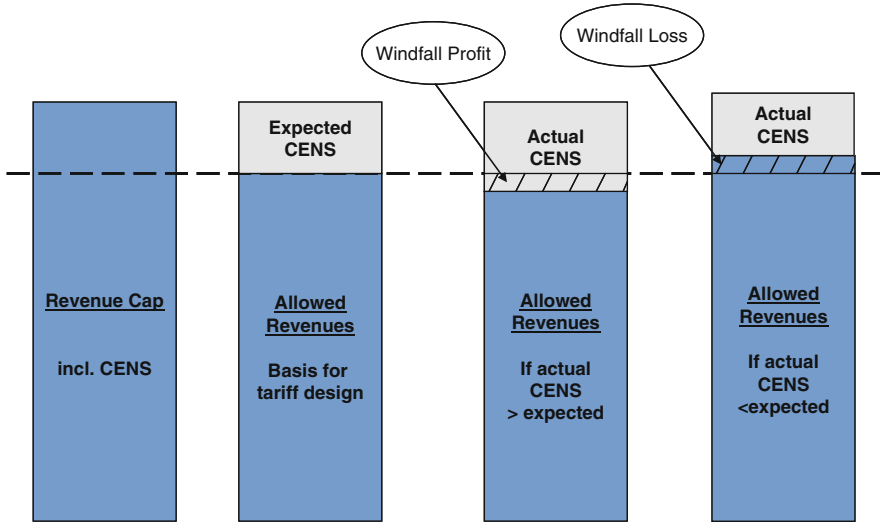 Windfall Profit
Windfall Loss
Revenue Cap
incl. CENS
Expected
CENS
Allowed
Revenues
Basis for
tariff design
Actual
CENS
Allowed
Revenues
If actual
CENS
> expected
Actual
CENS
Allowed
Revenues
If actual
CENS
<expected